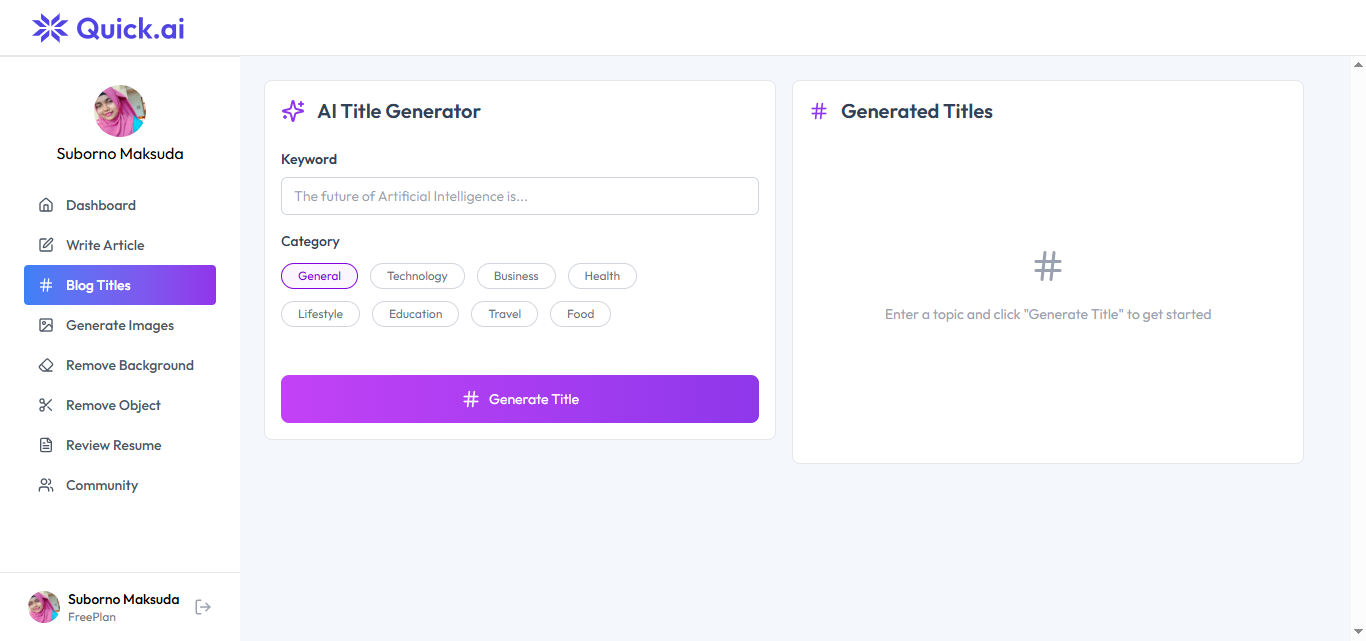 Quick.ai
Suborno Maksuda
Dashboard
Write Article
Blog Titles
Generate Images
Remove Background
Remove Object
Review Resume
Community
Suborno Maksuda
FreePlan
AI Title Generator
Keyword
The future of Artificial Intelligence is...
Category
General Technology Business Health
Lifestyle Education Travel Food
# Generate Title
# Generated Titles
#
Enter a topic and click "Generate Title" to get started